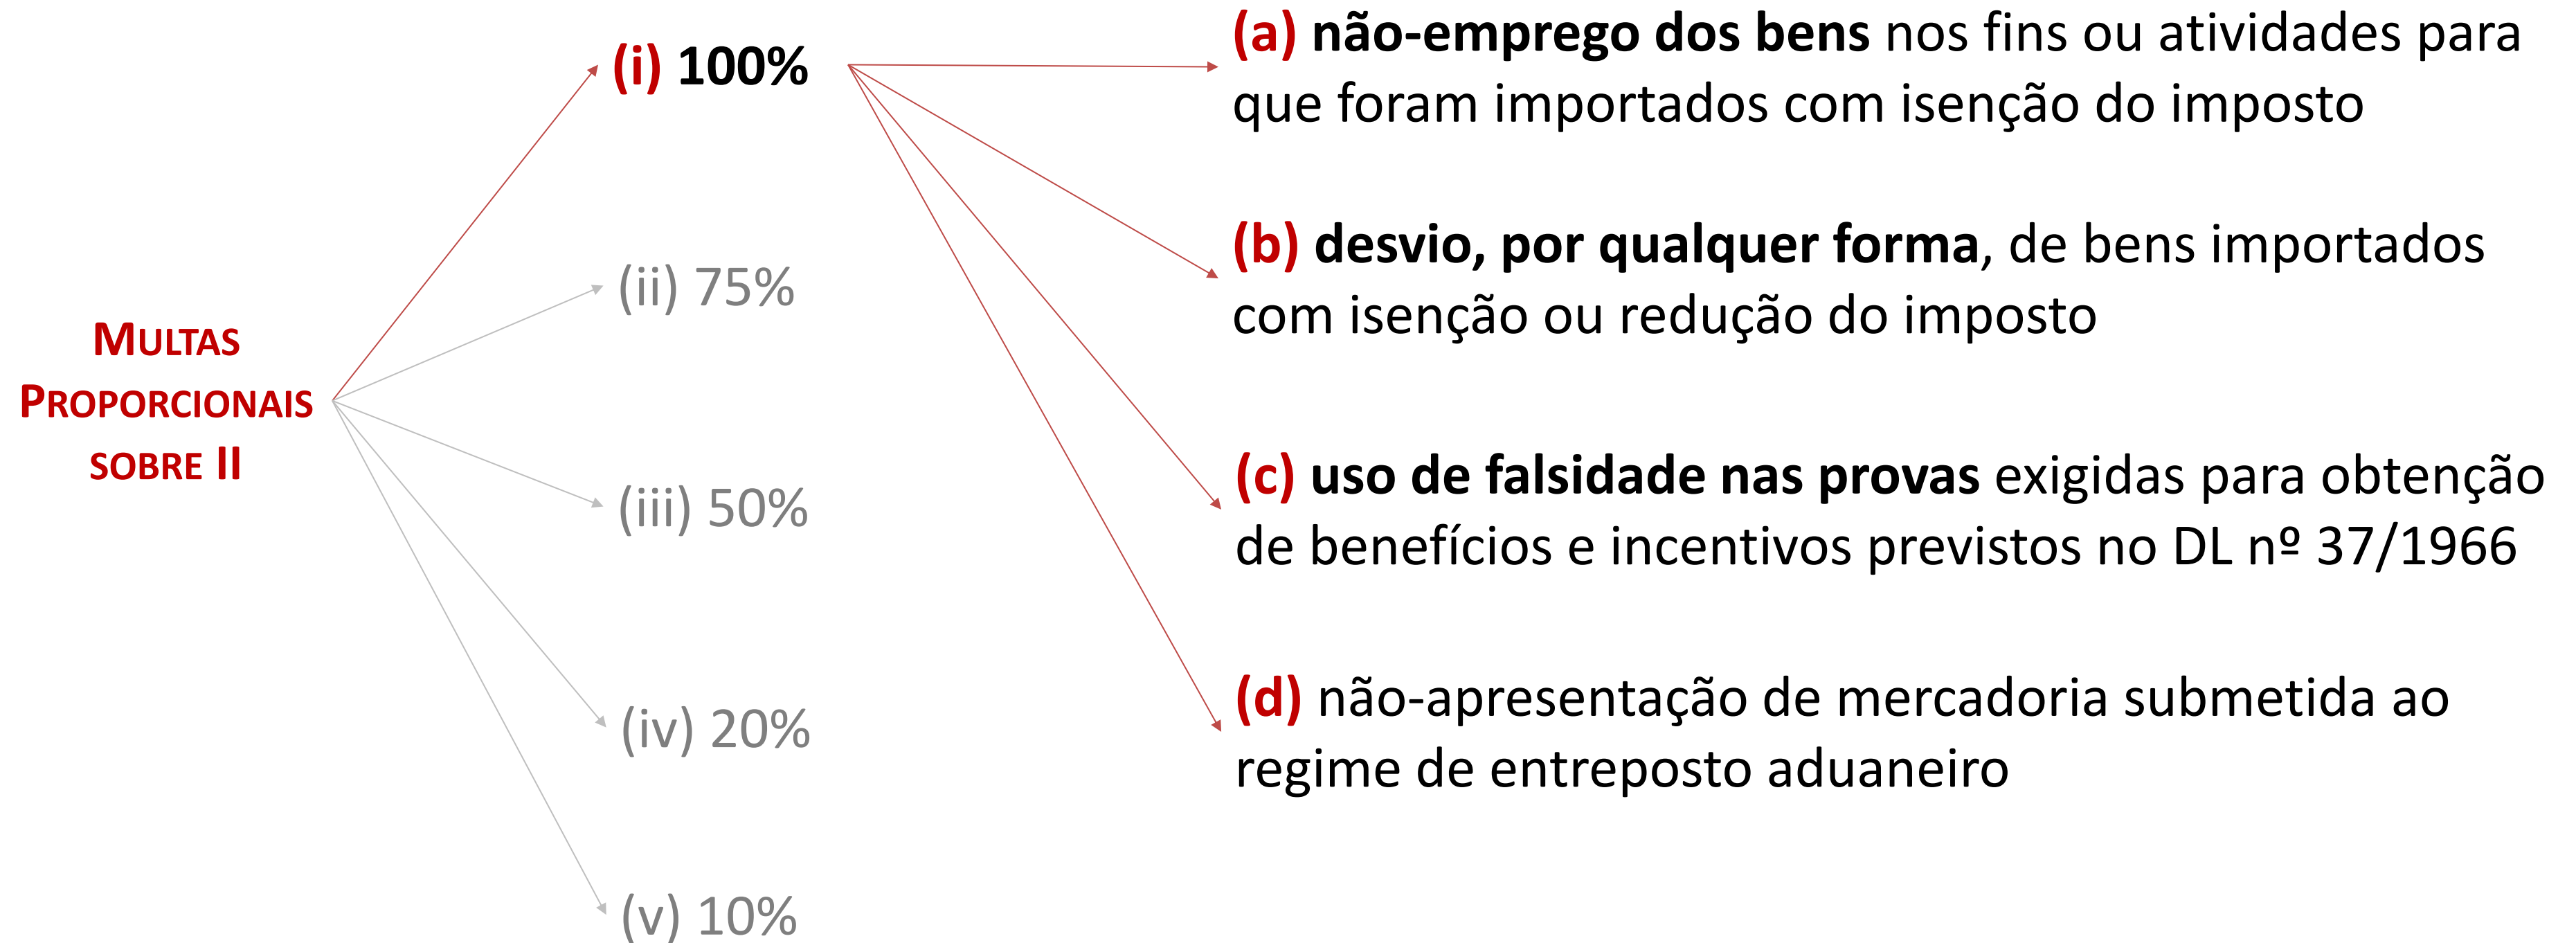 MULTAS
PROPORCIONAIS
SOBRE II
(i) 100%
(ii) 75%
(iii) 50%
(iv) 20%
(v) 10%
(a) não-emprego dos bens nos fins ou atividades para
que foram importados com isenção do imposto
(b) desvio, por qualquer forma, de bens importados
com isenção ou redução do imposto
(c) uso de falsidade nas provas exigidas para obtenção
de benefícios e incentivos previstos no DL nº 37/1966
(d) não-apresentação de mercadoria submetida ao
regime de entreposto aduaneiro